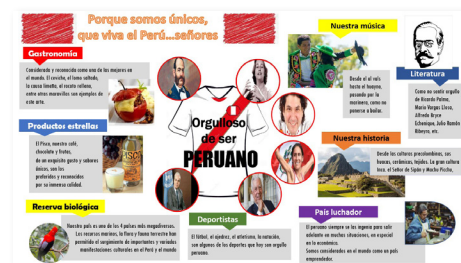 Porque somos únicos,
que viva el Perú...señores
Gastronomía
Considerada y reconocida como una de las mejores en
el mundo. El ceviche, el lomo saltado,
la causa limeña, el rocoto relleno,
entre otras maravillas son ejemplos de
este arte.
Productos estrellas
El Pisco, nuestro café,
chocolate y frutas,
de un exquisito gusto y sabores
únicos, son los
preferidos y reconocidos
por su inmensa calidad.
Reserva biológica
Nuestro país es uno de los 4 países más megadiversos.
Los recursos marinos, la flora y fauna terrestre han
permitido el surgimiento de importantes y variadas
manifestaciones culturales en el Perú y el mundo
Orgulloso
de ser
PERUANO
Deportistas
El fútbol, el ajedrez, el atletismo, la natación,
son algunos de los deportes que hoy son orgullo
peruano.
Nuestra música
Desde el
hasta el huayno,
pasando por la
marinera, como no
ponerse a bailar.
Literatura
Como no sentir orgullo
de Ricardo Palma,
Mario Vargas Llosa,
Alfredo Bryce
Echenique, Julio Ramón
Ribeyro, etc.
Nuestra historia
Desde las culturas precolombinas, sus
huacas, cerámicas, tejidos. La gran cultura
Inca, el Señor de Sipán y Machu Picchu,
País luchador
El peruano siempre se las ingenia para salir
adelante en muchas situaciones, en especial
en lo económico.
Somos considerados en el mundo como un país
emprendedor.